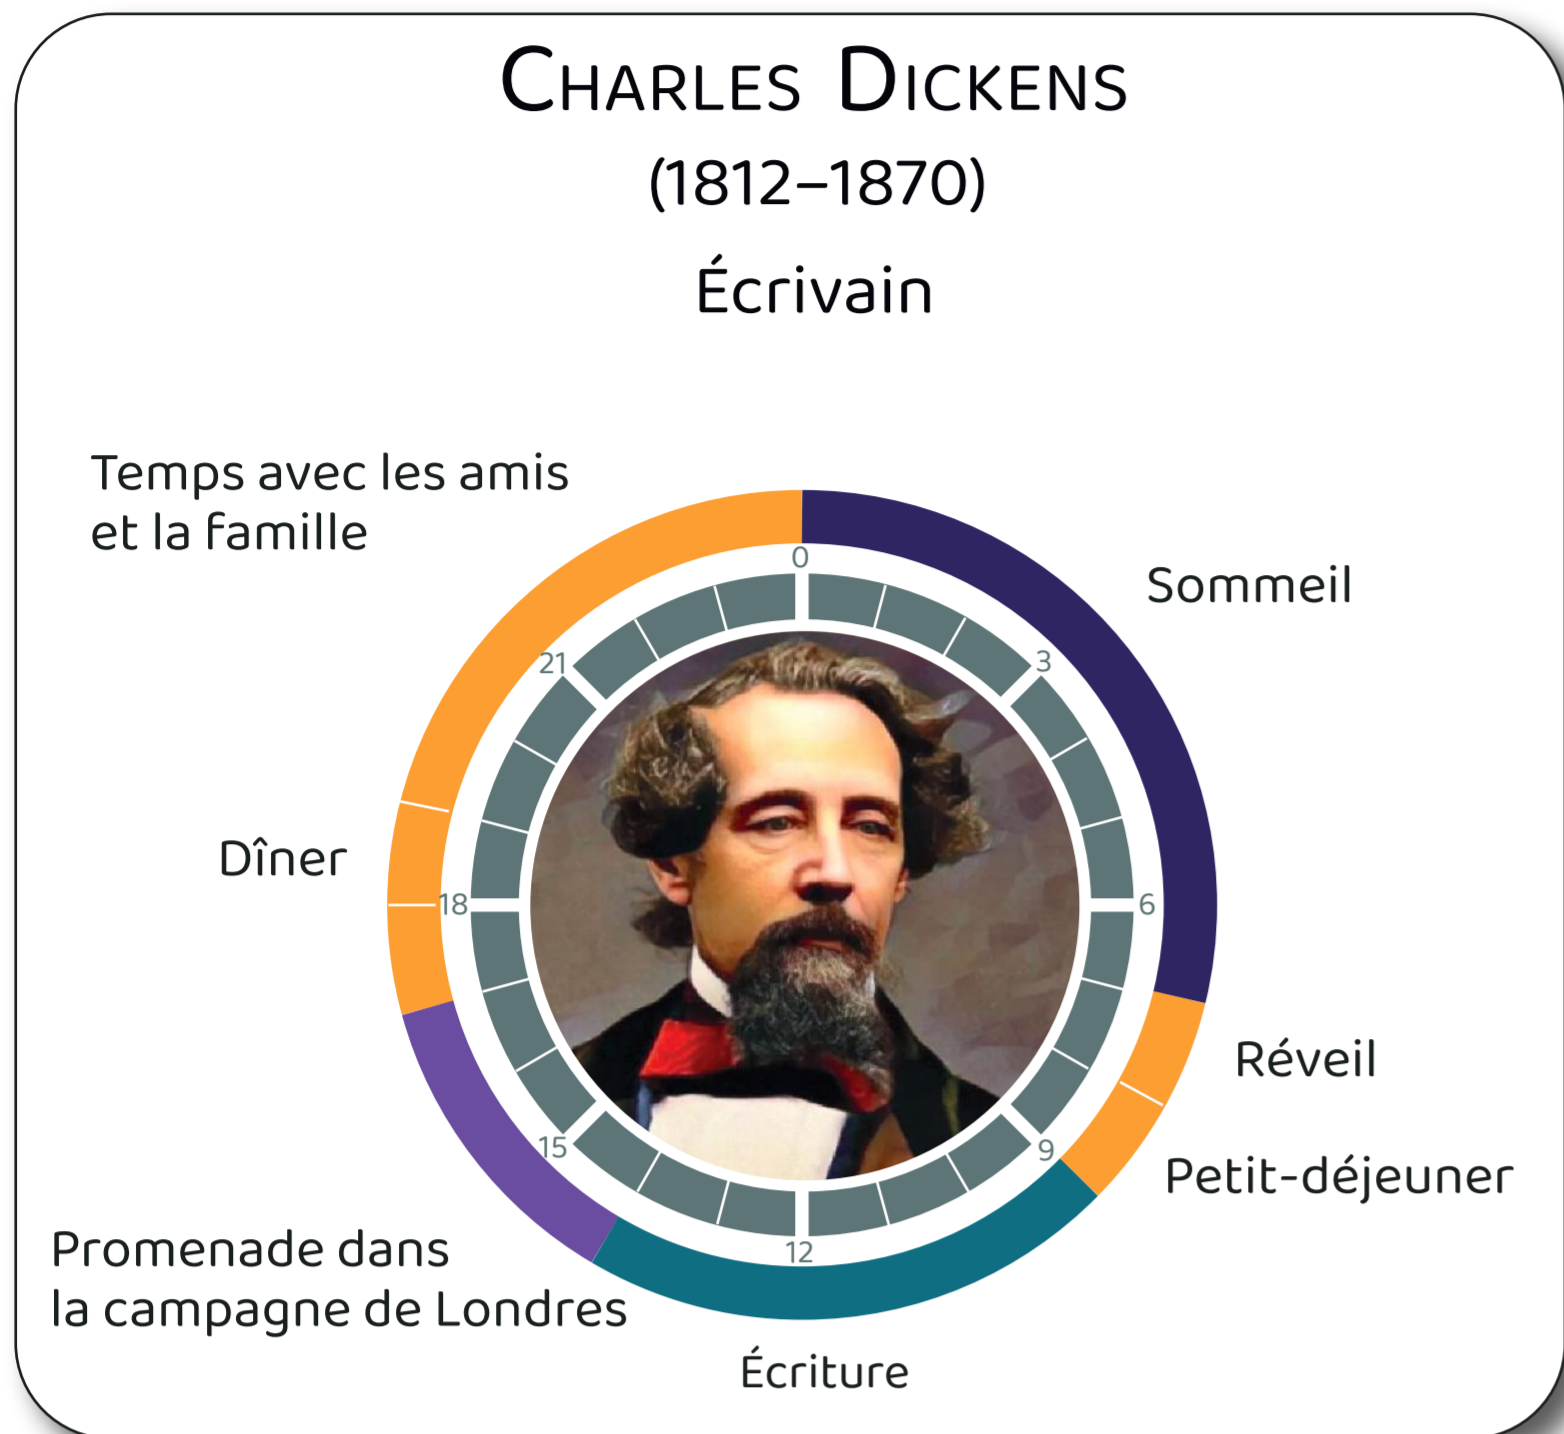 Charles Dickens
(1812–1870)
Écrivain
Temps avec les amis
et la famille
Sommeil
0
3
21
Dîner
18
6
Réveil
15
9
Petit-déjeuner
12
Promenade dans
la campagne de Londres
Écriture